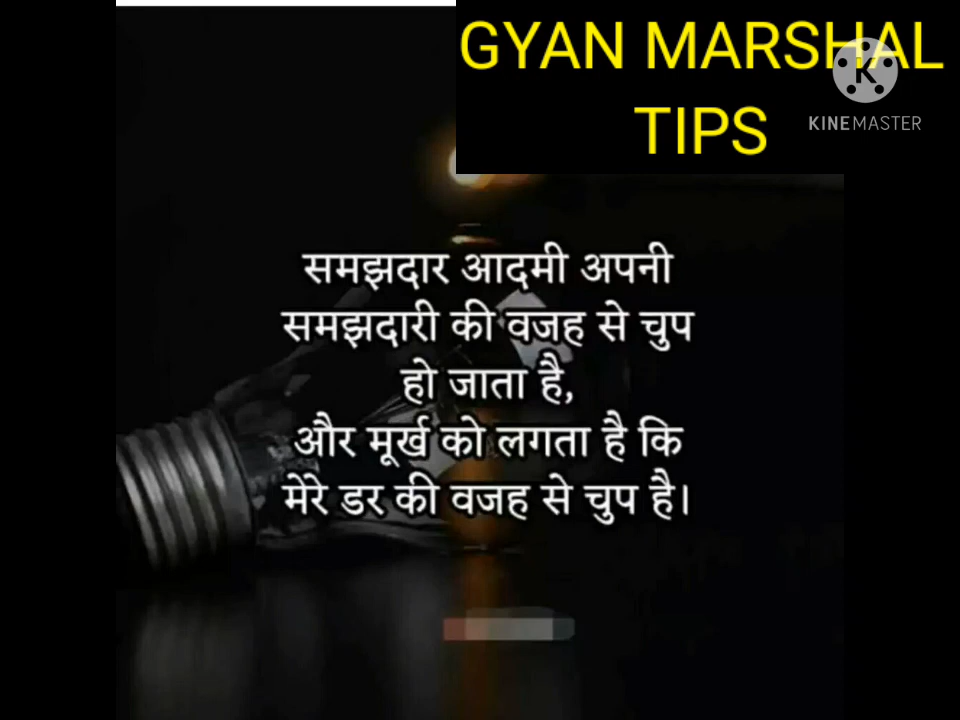 GYAN MARSHAL
TIPS
KINEMASTER
समझदार आदमी अपनी
समझदारी की वजह से चुप
हो जाता है,
और मूर्ख को लगता है कि
मेरे डर की वजह से चुप है।